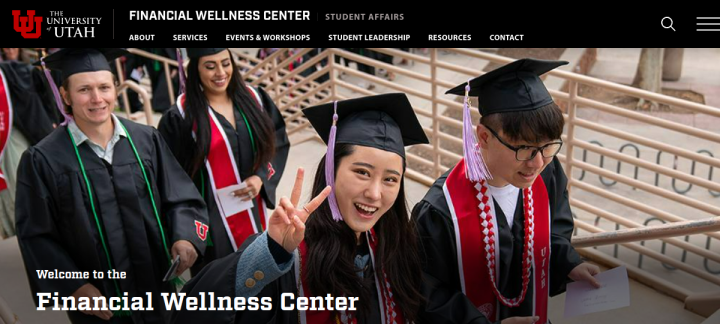 THE
UNIVERSITY
of UTAH
FINANCIAL WELLNESS CENTER
STUDENT AFFAIRS
ABOUT SERVICES EVENTS & WORKSHOPS STUDENT LEADERSHIP RESOURCES CONTACT
U
UTAH
Welcome to the
Financial Wellness Center